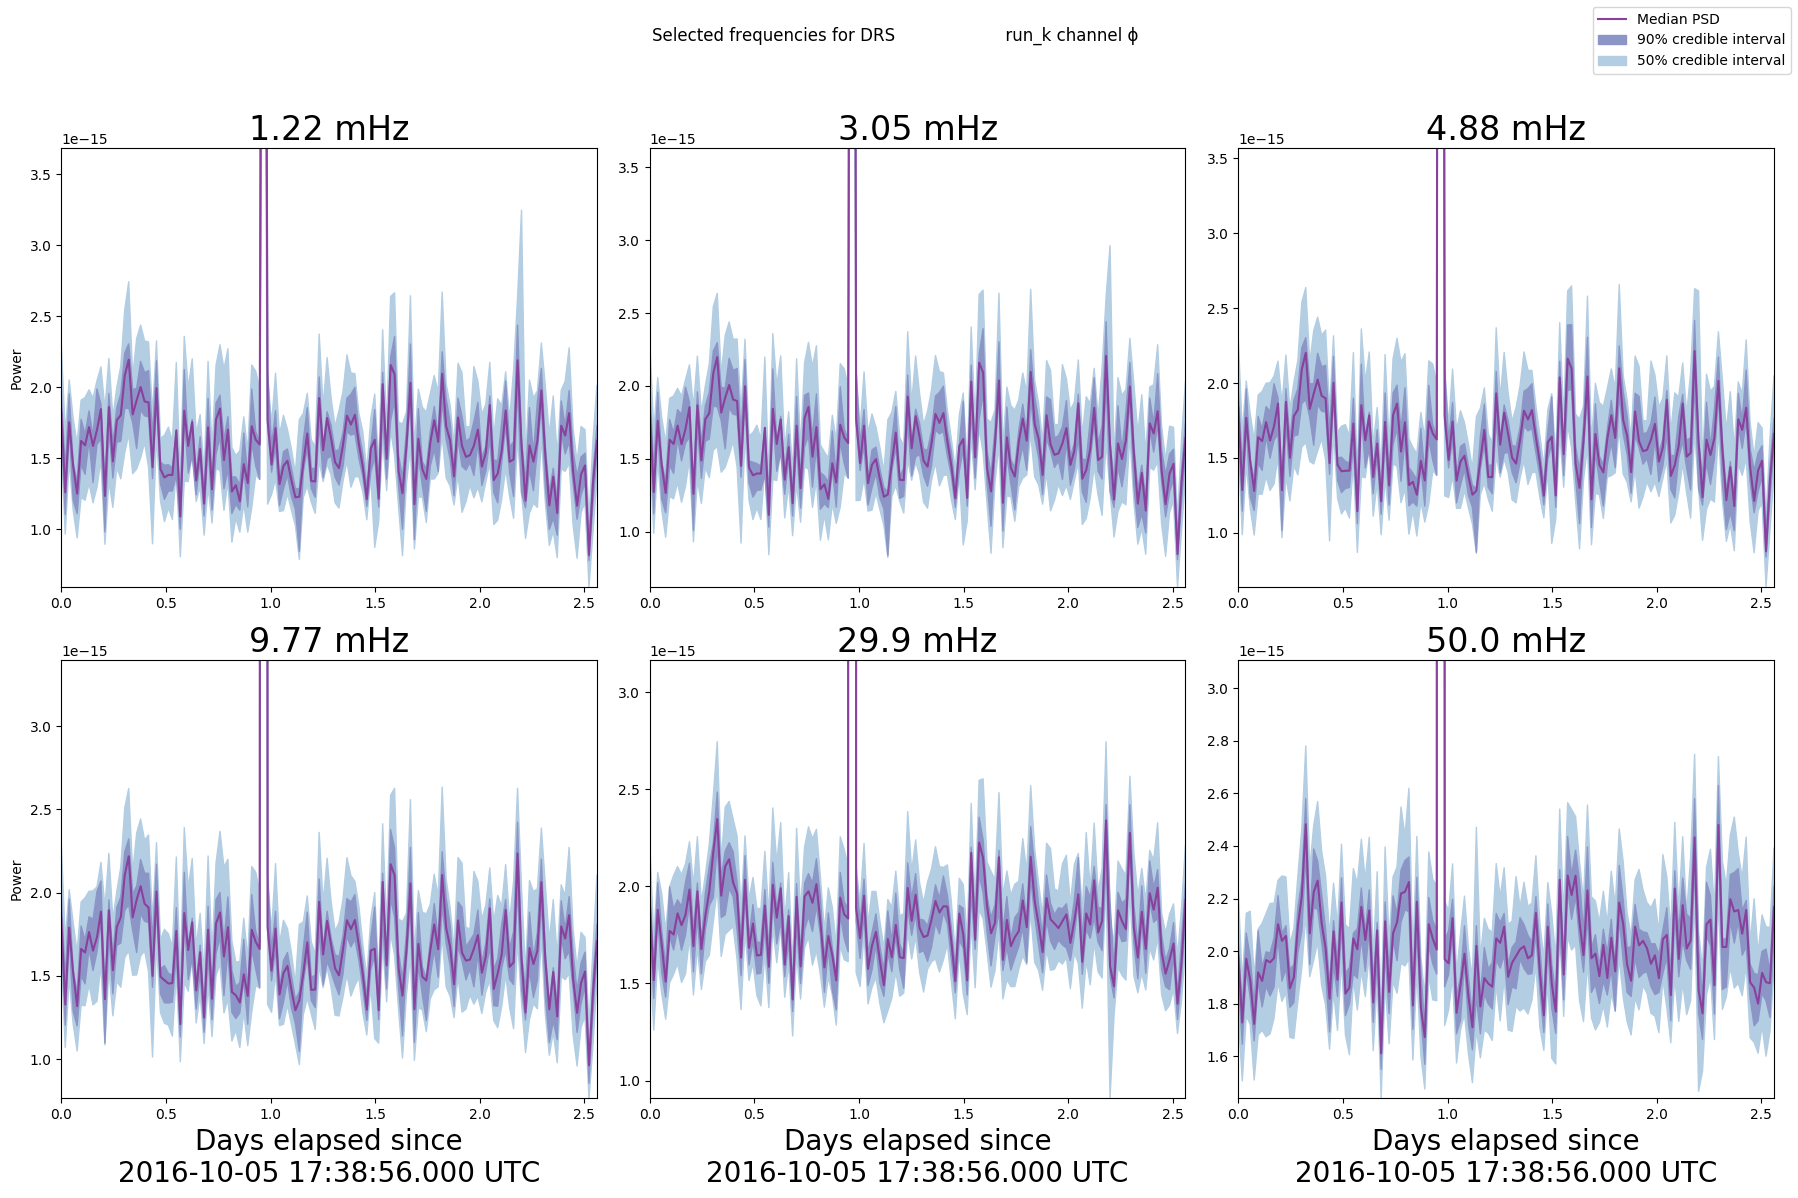 Selected frequencies for DRS run_k channel ϕ
Median PSD
90% credible interval
50% credible interval
1.22 mHz
1e−15
Power
3.5
3.0
2.5
2.0
1.5
1.0
0.0 0.5 1.0 1.5 2.0 2.5
3.05 mHz
1e−15
3.5
3.0
2.5
2.0
1.5
1.0
0.0 0.5 1.0 1.5 2.0 2.5
4.88 mHz
1e−15
3.5
3.0
2.5
2.0
1.5
1.0
0.0 0.5 1.0 1.5 2.0 2.5
9.77 mHz
1e−15
Power
3.0
2.5
2.0
1.5
1.0
0.0 0.5 1.0 1.5 2.0 2.5
Days elapsed since
2016-10-05 17:38:56.000 UTC
29.9 mHz
1e−15
3.0
2.5
2.0
1.5
1.0
0.0 0.5 1.0 1.5 2.0 2.5
Days elapsed since
2016-10-05 17:38:56.000 UTC
50.0 mHz
1e−15
3.0
2.8
2.6
2.4
2.2
2.0
1.8
1.6
0.0 0.5 1.0 1.5 2.0 2.5
Days elapsed since
2016-10-05 17:38:56.000 UTC